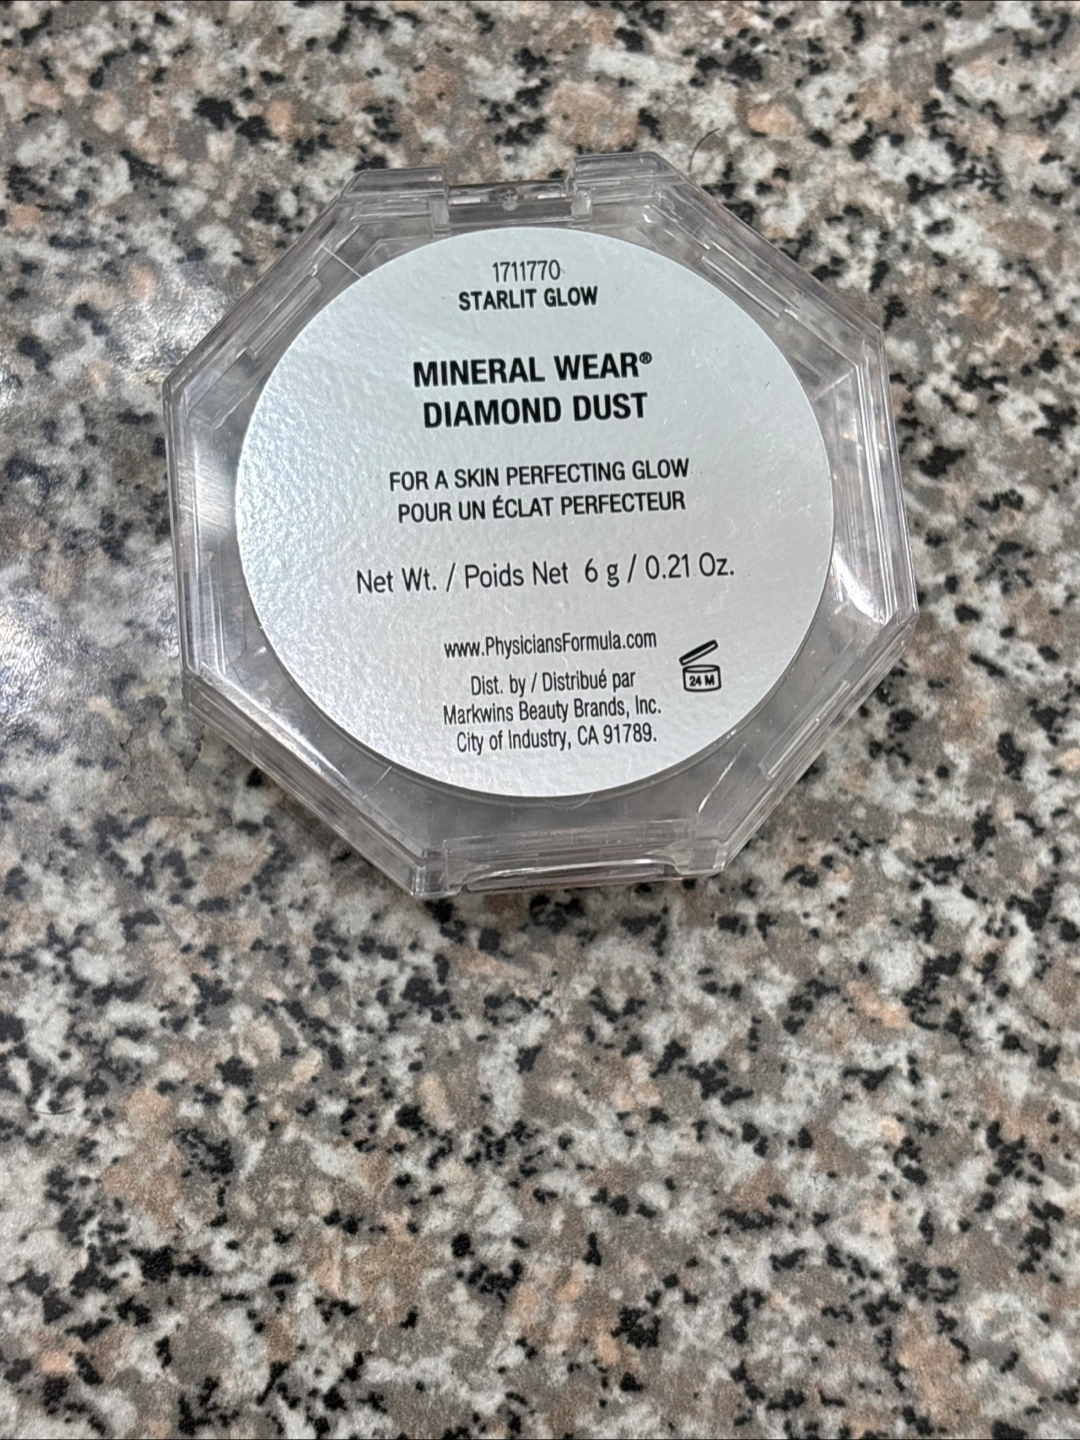 1711770
STARLIT GLOW
MINERAL WEAR®
DIAMOND DUST
FOR A SKIN PERFECTING GLOW
POUR UN ÉCLAT PERFECTEUR
Net Wt. / Poids Net 6 g / 0.21 Oz.
www.PhysiciansFormula.com
Dist. by / Distribué par
Markwins Beauty Brands, Inc.
City of Industry, CA 91789.
24 M